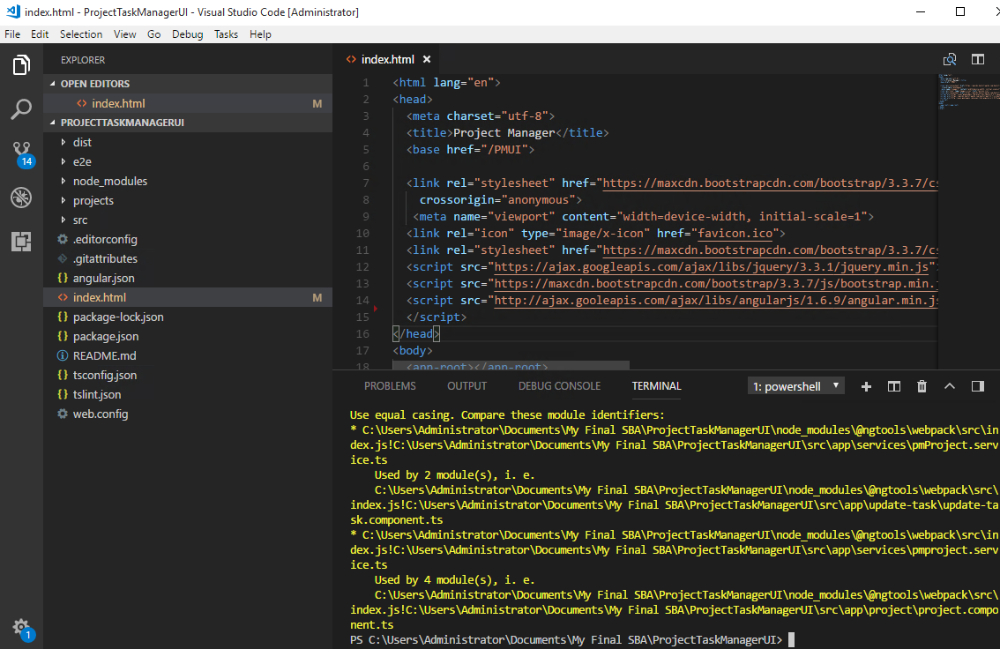 index.html - ProjectTaskManagerUI - Visual Studio Code [Administrator]
File Edit Selection View Go Debug Tasks Help
EXPLORER
OPEN EDITORS
index.html M
PROJECTTASKMANAGERUI
dist
e2e
node_modules
projects
src
.editorconfig
.gitattributes
angular.json
index.html M
package-lock.json
package.json
README.md
tsconfig.json
tslint.json
web.config
14
1
index.html
1 <html lang="en">
2 <head>
3 <meta charset="utf-8">
4 <title>Project Manager</title>
5 <base href="/PMUI">
6
7 <link rel="stylesheet" href="https://maxcdn.bootstrapcdn.com/bootstrap/3.3.7/cs
8 crossorigin="anonymous">
9 <meta name="viewport" content="width=device-width, initial-scale=1">
10 <link rel="icon" type="image/x-icon" href="favicon.ico">
11 <link rel="stylesheet" href="https://maxcdn.bootstrapcdn.com/bootstrap/3.3.7/cs
12 <script src="https://ajax.googleapis.com/ajax/libs/jquery/3.3.1/jquery.min.js"
13 <script src="https://maxcdn.bootstrapcdn.com/bootstrap/3.3.7/js/bootstrap.min.j
14 <script src="http://ajax.gooleapis.com/ajax/libs/angularjs/1.6.9/angular.min.js
15 </script>
16 </head>
17 <body>
18 <app-root></app-root>
PROBLEMS OUTPUT DEBUG CONSOLE TERMINAL 1: powershell
Use equal casing. Compare these module identifiers:
* C:\Users\Administrator\Documents\My Final SBA\ProjectTaskManagerUI\node_modules\@ngtools\webpack\src\in
dex.js!C:\Users\Administrator\Documents\My Final SBA\ProjectTaskManagerUI\src\app\services\pmProject.serv
ice.ts
Used by 2 module(s), i. e.
C:\Users\Administrator\Documents\My Final SBA\ProjectTaskManagerUI\node_modules\@ngtools\webpack\src\
index.js!C:\Users\Administrator\Documents\My Final SBA\ProjectTaskManagerUI\src\app\update-task\update-ta
sk.component.ts
* C:\Users\Administrator\Documents\My Final SBA\ProjectTaskManagerUI\node_modules\@ngtools\webpack\src\in
dex.js!C:\Users\Administrator\Documents\My Final SBA\ProjectTaskManagerUI\src\app\services\pmproject.serv
ice.ts
Used by 4 module(s), i. e.
C:\Users\Administrator\Documents\My Final SBA\ProjectTaskManagerUI\node_modules\@ngtools\webpack\src\
index.js!C:\Users\Administrator\Documents\My Final SBA\ProjectTaskManagerUI\src\app\project\project.compo
nent.ts
PS C:\Users\Administrator\Documents\My Final SBA\ProjectTaskManagerUI>